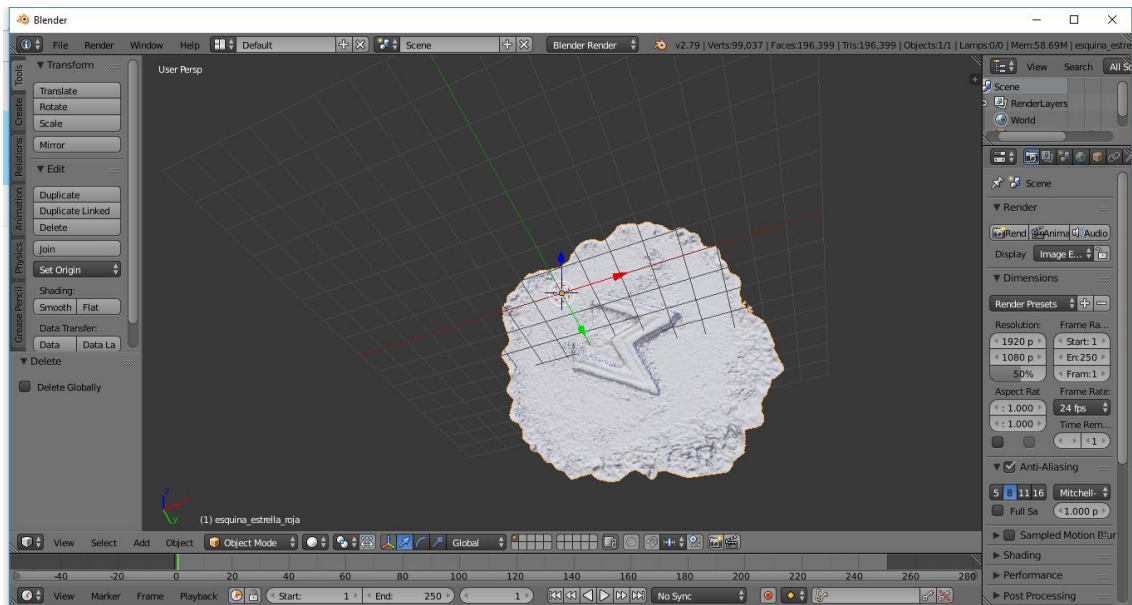 Blender
File Render Window Help Default Scene Blender Render v2.79 | Verts:99,037 | Faces:196,399 | Tris:196,399 | Objects:1/1 | Lamps:0/0 | Mem:58.69M | esquina_estre
Tools
Create
Relations
Animation
Physics
Grease Pencil
Transform
Translate
Rotate
Scale
Mirror
Edit
Duplicate
Duplicate Linked
Delete
Join
Set Origin
Shading:
Smooth Flat
Data Transfer:
Data Data La
Delete
Delete Globally
User Persp
z
y
(1) esquina_estrella_roja
View Select Add Object Object Mode Global
View Search All Sc
Scene
RenderLayers
World
Scene
Render
Rend Anima Audio
Display Image E...
Dimensions
Render Presets
Resolution: Frame Ra...
1920 p Start: 1
1080 p En:250
50% Fram:1
Aspect Rat Frame Rate:
: 1.000 24 fps
: 1.000 Time Rem...
1
Anti-Aliasing
5 8 11 16 Mitchell-
Full Sa 1.000 p
Sampled Motion Blur
Shading
Performance
Post Processing
-40 -20 0 20 40 60 80 100 120 140 160 180 200 220 240 260 280
View Marker Frame Playback Start: 1 End: 250 1 No Sync